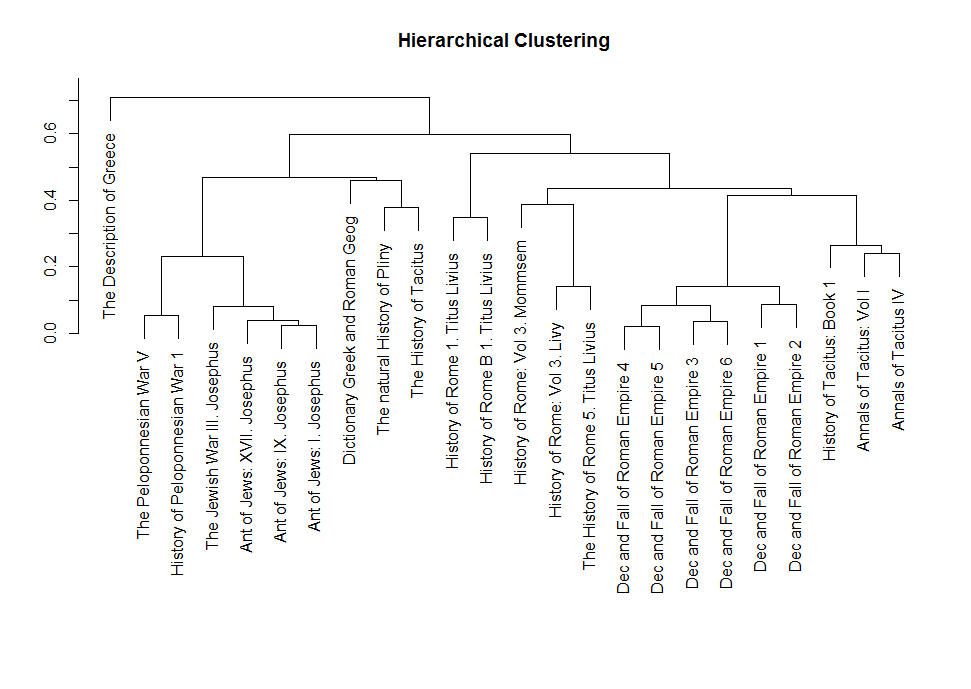 Hierarchical Clustering
0.6
0.4
0.2
0.0
The Description of Greece
The Peloponnesian War V
History of Peloponnesian War 1
The Jewish War III. Josephus
Ant of Jews: XVII. Josephus
Ant of Jews: IX. Josephus
Ant of Jews: I. Josephus
Dictionary Greek and Roman Geog
The natural History of Pliny
The History of Tacitus
History of Rome 1. Titus Livius
History of Rome B 1. Titus Livius
History of Rome: Vol 3. Mommsem
History of Rome: Vol 3. Livy
The History of Rome 5. Titus Livius
Dec and Fall of Roman Empire 4
Dec and Fall of Roman Empire 5
Dec and Fall of Roman Empire 3
Dec and Fall of Roman Empire 6
Dec and Fall of Roman Empire 1
Dec and Fall of Roman Empire 2
History of Tacitus: Book 1
Annals of Tacitus: Vol I
Annals of Tacitus IV